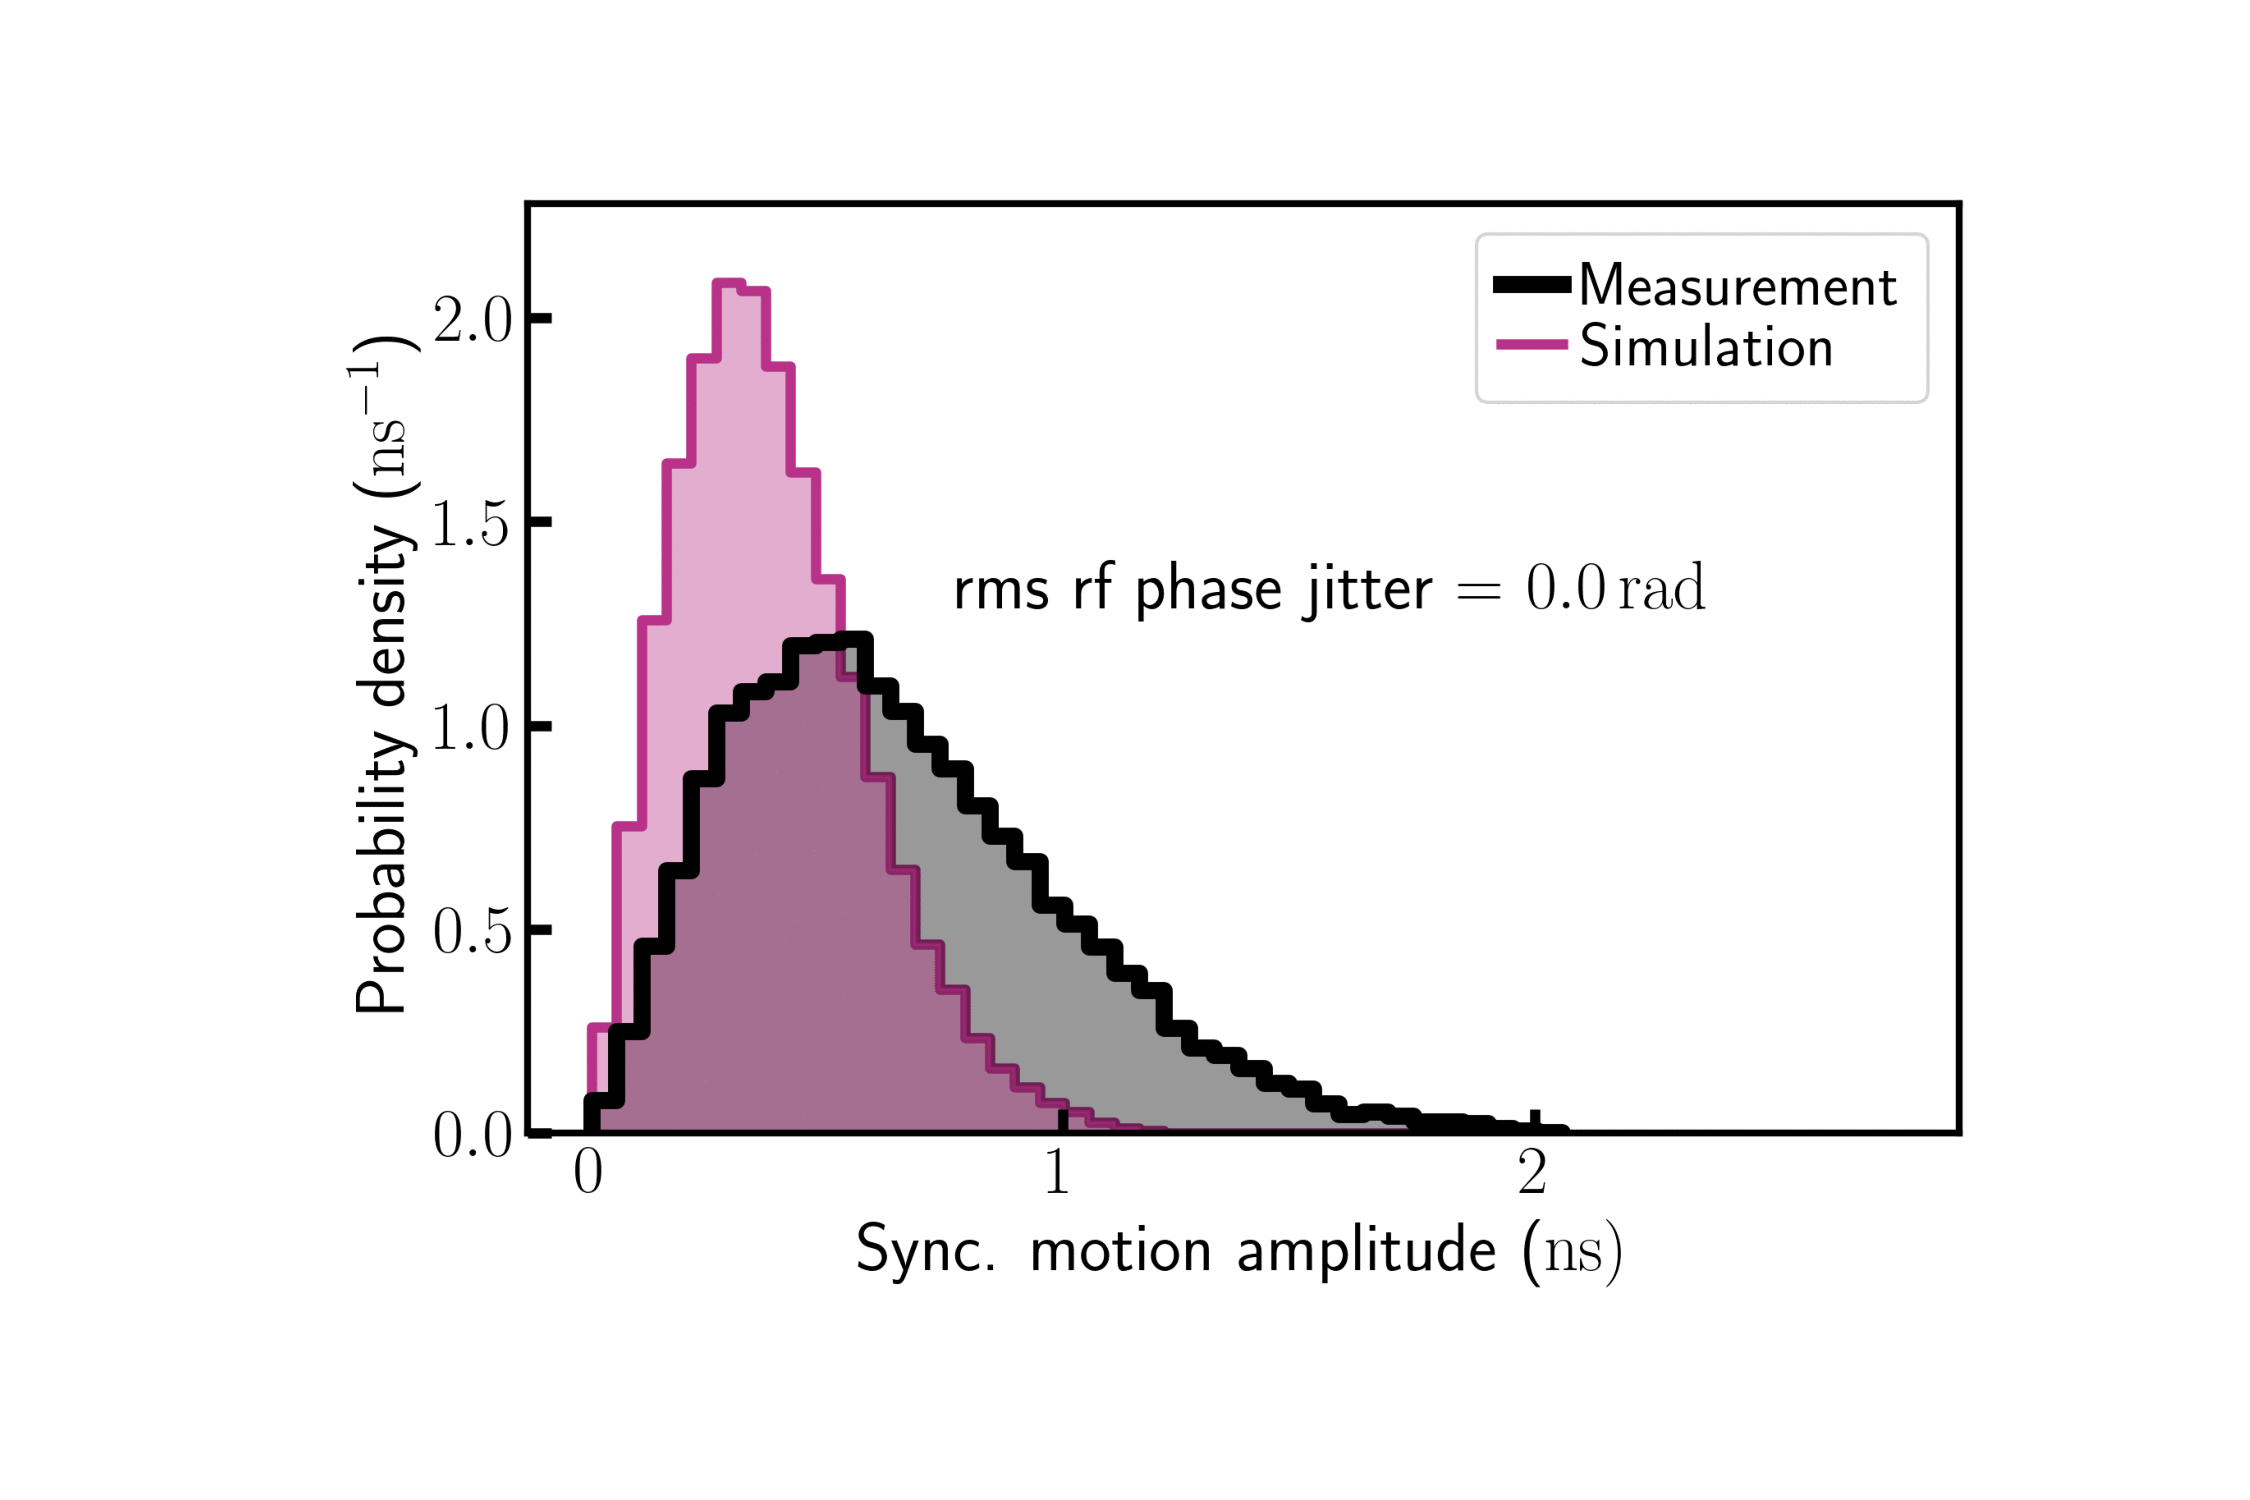 Measurement
Simulation
rms rf phase jitter = 0.0 rad
Probability density (ns⁻¹)
2.0
1.5
1.0
0.5
0.0
0 1 2
Sync. motion amplitude (ns)